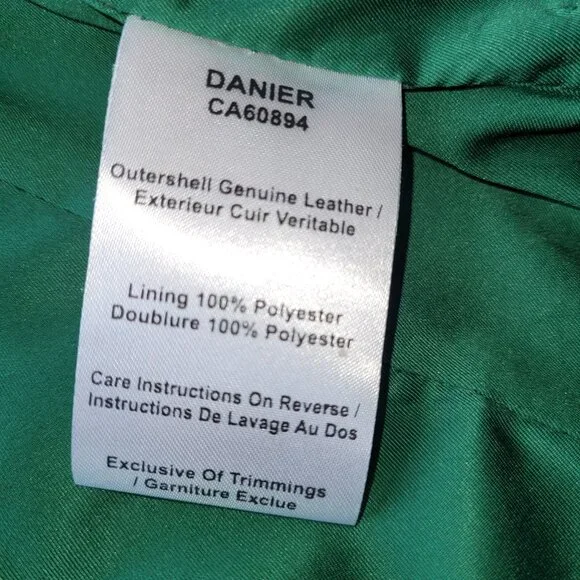 DANIER
CA60894
Outershell Genuine Leather /
Exterieur Cuir Veritable
Lining 100% Polyester
Doublure 100% Polyester
Care Instructions On Reverse /
Instructions De Lavage Au Dos
Exclusive Of Trimmings
/ Garniture Exclue